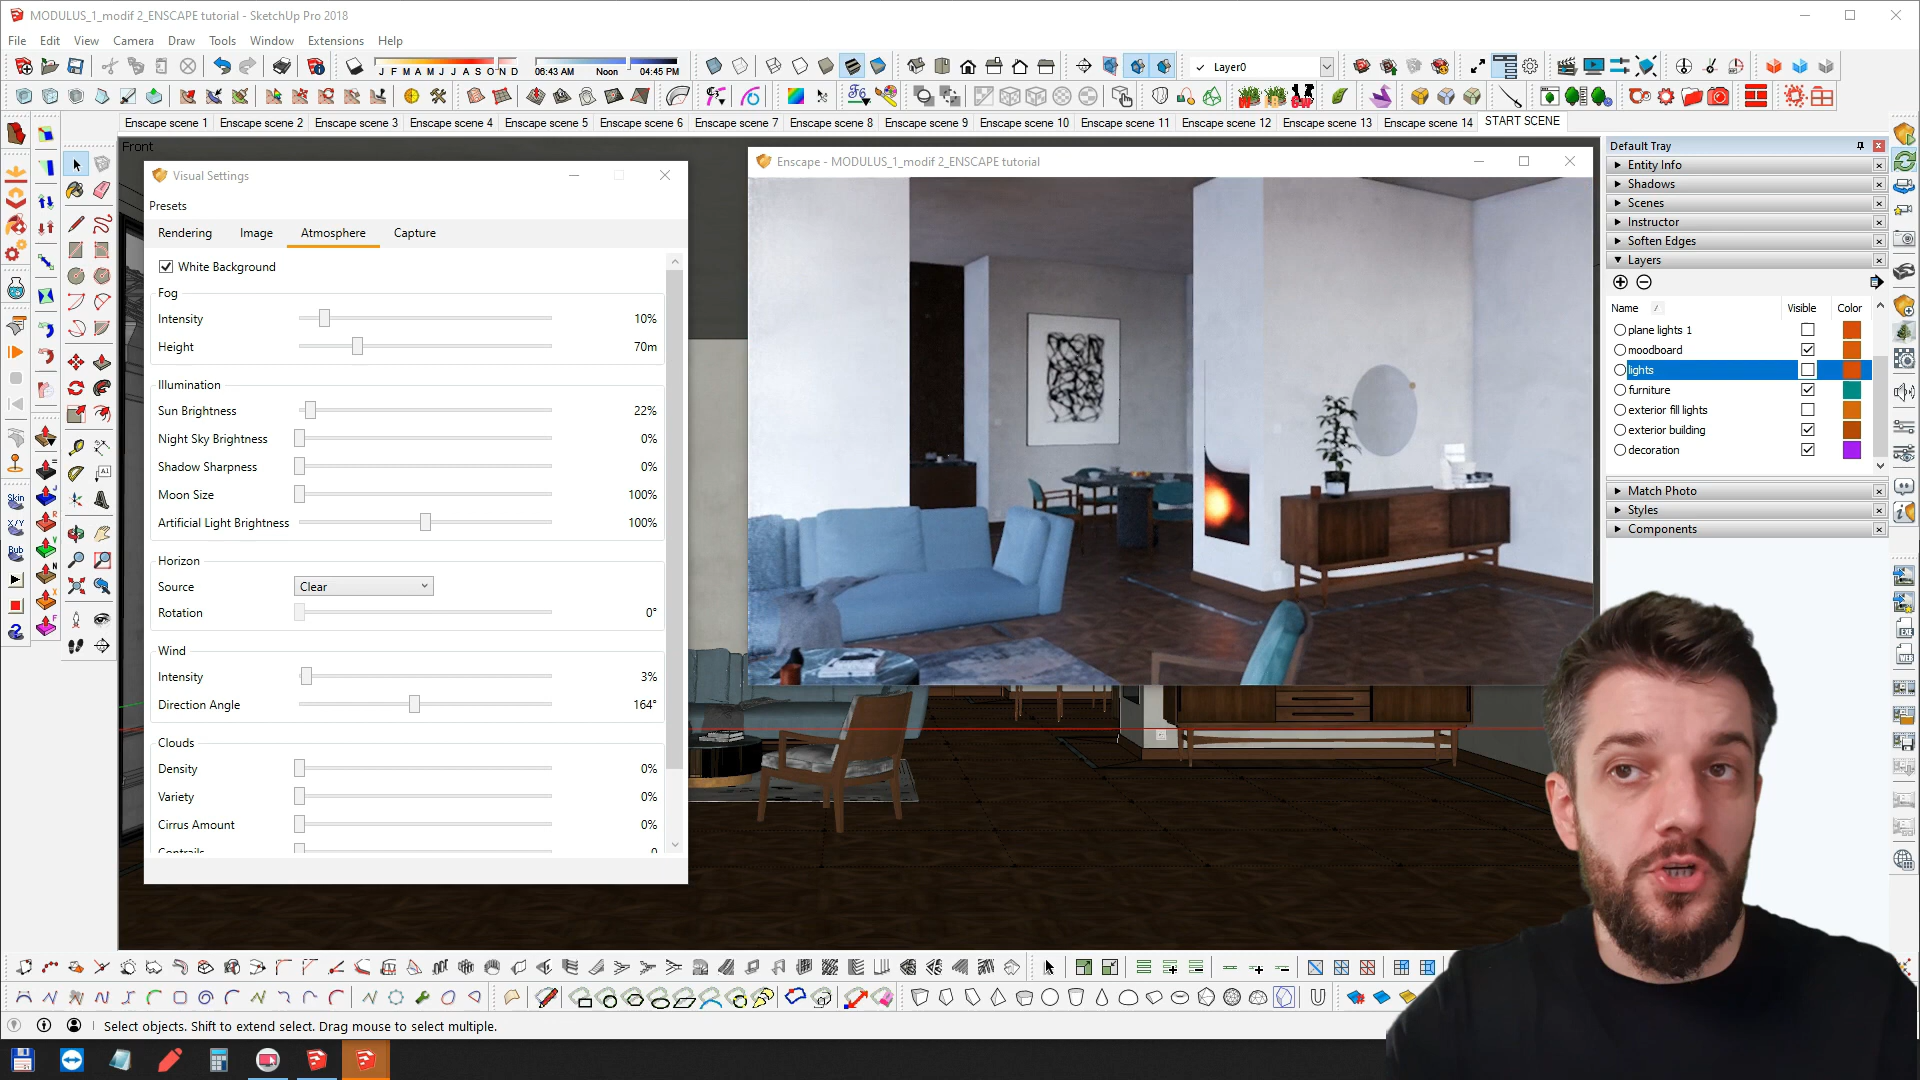 MODULUS_1_modif 2_ENSCAPE tutorial - SketchUp Pro 2018
File Edit View Camera Draw Tools Window Extensions Help
J F M A M J J A S O N D 06:43 AM Noon 04:45 PM
Layer0
Enscape scene 1 Enscape scene 2 Enscape scene 3 Enscape scene 4 Enscape scene 5 Enscape scene 6 Enscape scene 7 Enscape scene 8 Enscape scene 9 Enscape scene 10 Enscape scene 11 Enscape scene 12 Enscape scene 13 Enscape scene 14 START SCENE
Front
Visual Settings
Presets
Rendering Image Atmosphere Capture
White Background
Fog
Intensity 10%
Height 70m
Illumination
Sun Brightness 22%
Night Sky Brightness 0%
Shadow Sharpness 0%
Moon Size 100%
Artificial Light Brightness 100%
Horizon
Source Clear
Rotation 0°
Wind
Intensity 3%
Direction Angle 164°
Clouds
Density 0%
Variety 0%
Cirrus Amount 0%
Contrails 0
Enscape - MODULUS_1_modif 2_ENSCAPE tutorial
Default Tray
Entity Info
Shadows
Scenes
Instructor
Soften Edges
Layers
Name Visible Color
plane lights 1
moodboard
lights
furniture
exterior fill lights
exterior building
decoration
Match Photo
Styles
Components
Skin
X/Y
Bub
Select objects. Shift to extend select. Drag mouse to select multiple.